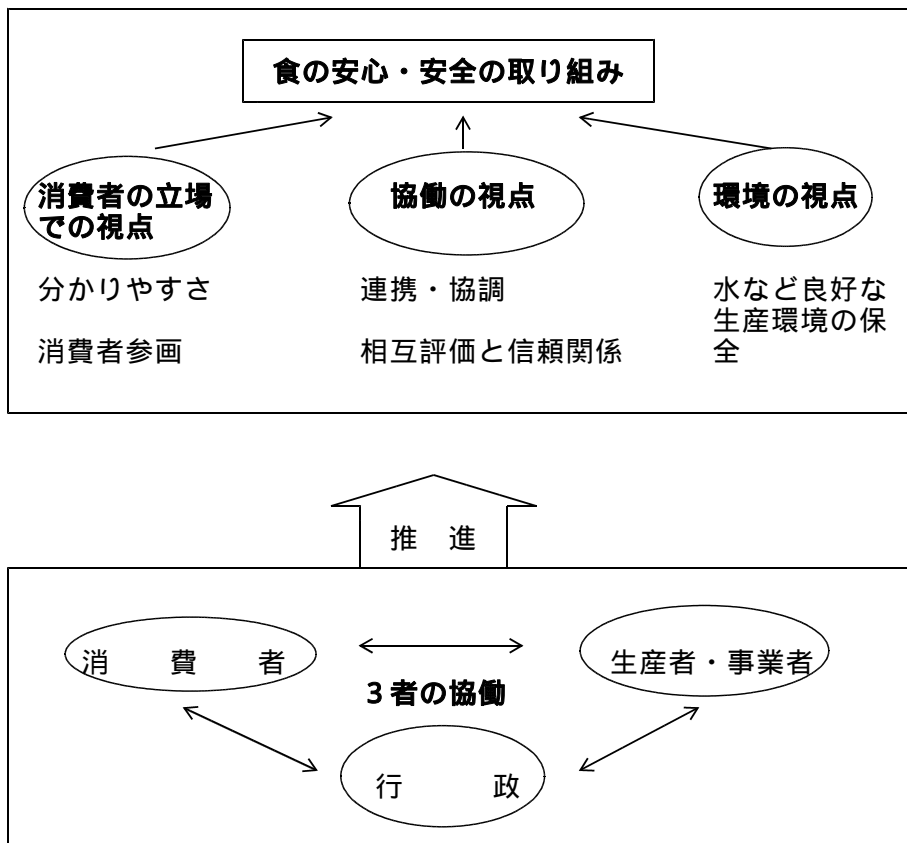 食の安心・安全の取り組み
消費者の立場
での視点
協働の視点
環境の視点
分かりやすさ
消費者参画
連携・協調
相互評価と信頼関係
水など良好な
生産環境の保
全
推 進
消 費 者
生産者・事業者
3者の協働
行 政